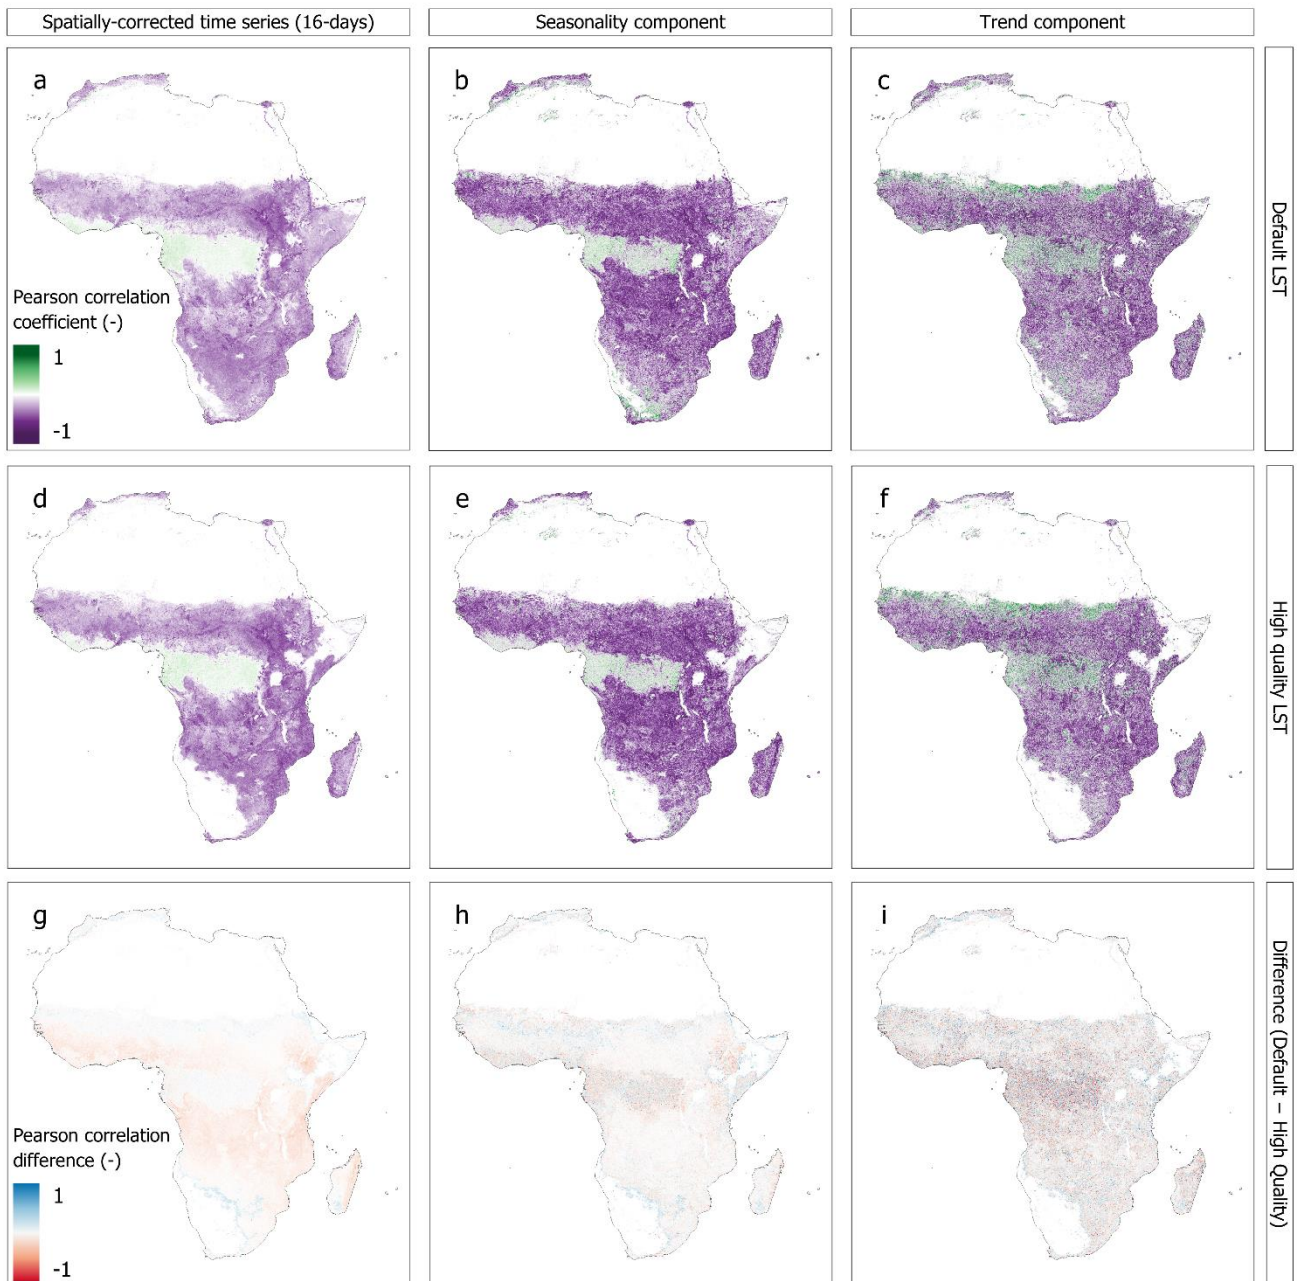 Spatially-corrected time series (16-days)
Seasonality component
Trend component
a
b
c
Default LST
Pearson correlation
coefficient (-)
1
-1
d
e
f
High quality LST
g
h
i
Difference (Default – High Quality)
Pearson correlation
difference (-)
1
-1